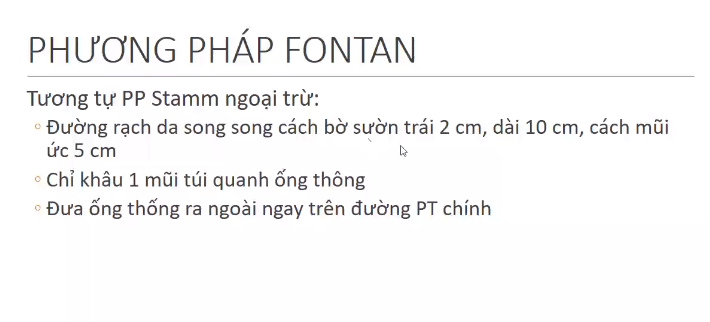 PHƯƠNG PHÁP FONTAN
Tương tự PP Stamm ngoại trừ:
◦ Đường rạch da song song cách bờ sườn trái 2 cm, dài 10 cm, cách mũi
ức 5 cm
◦ Chỉ khâu 1 mũi túi quanh ống thông
◦ Đưa ống thống ra ngoài ngay trên đường PT chính